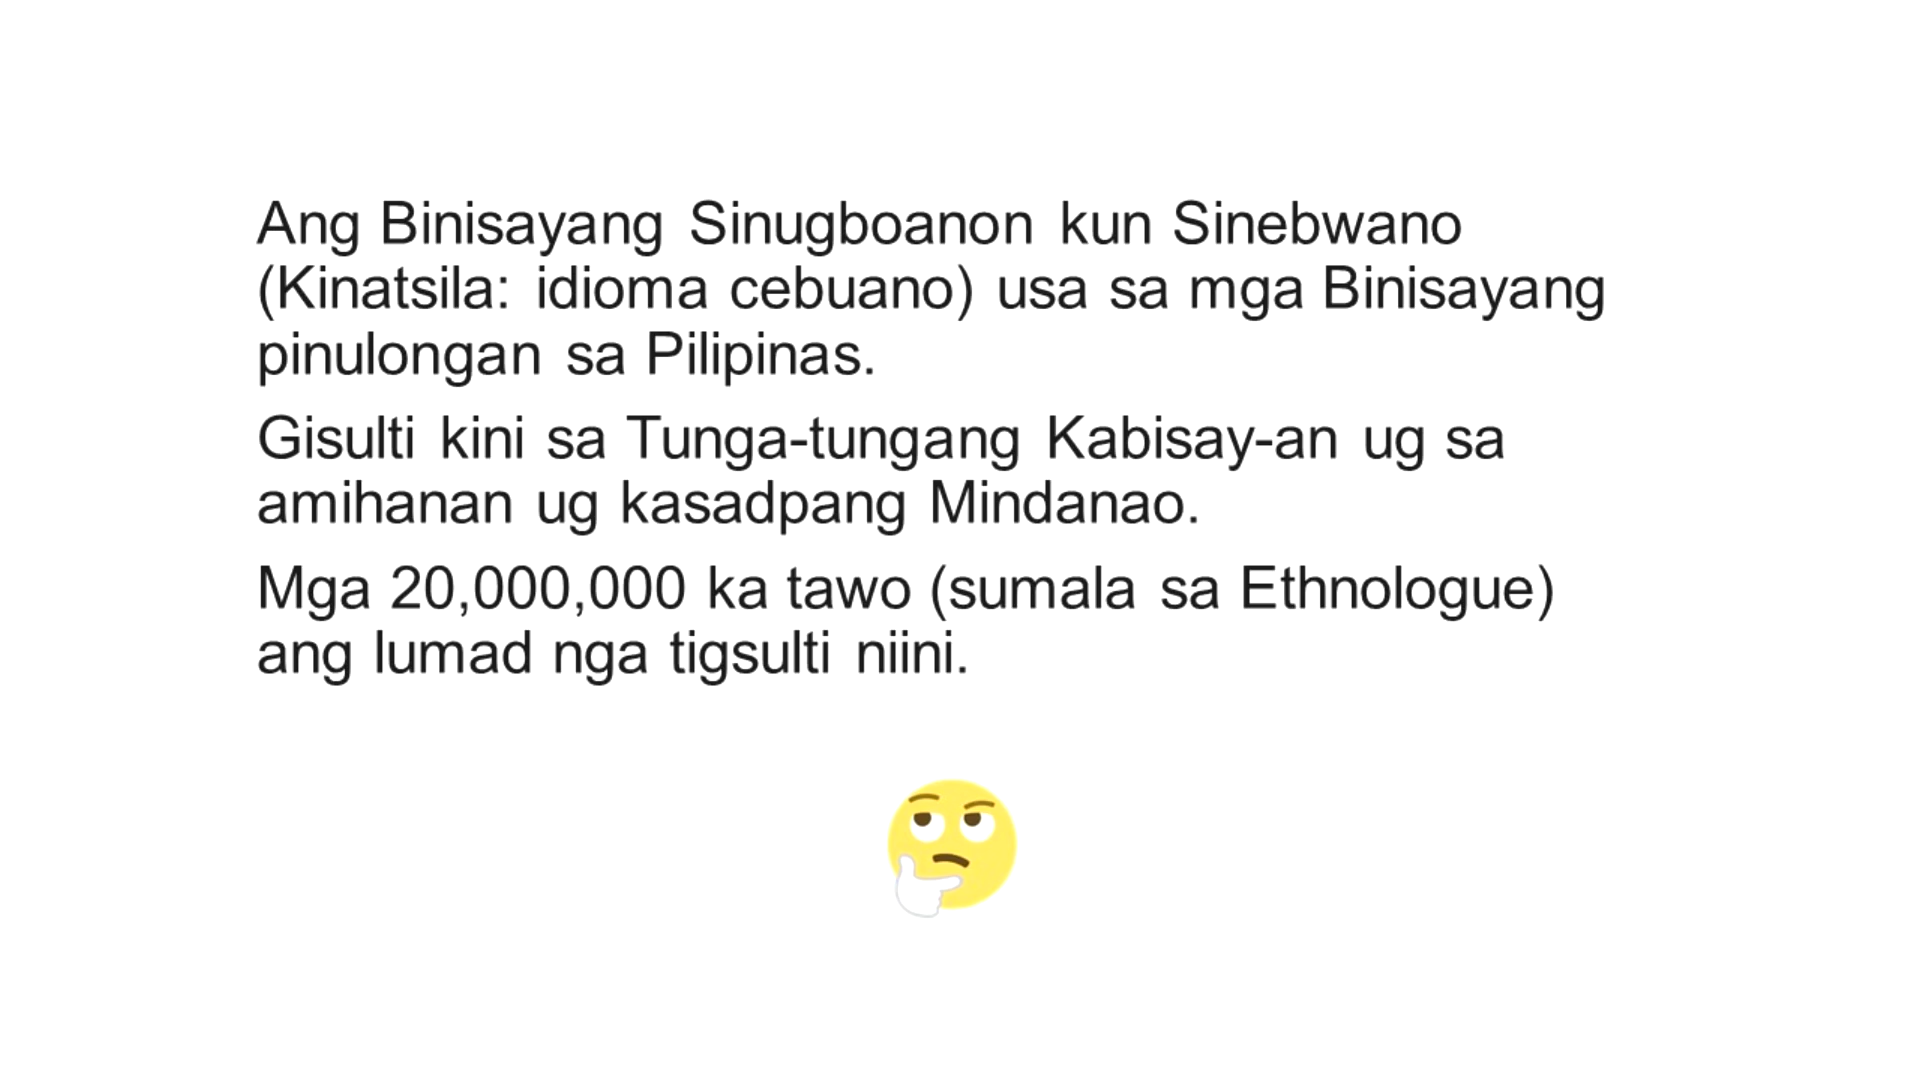 Ang Binisayang Sinugboanon kun Sinebwano
(Kinatsila: idioma cebuano) usa sa mga Binisayang
pinulongan sa Pilipinas.
Gisulti kini sa Tunga-tungang Kabisay-an ug sa
amihanan ug kasadpang Mindanao.
Mga 20,000,000 ka tawo (sumala sa Ethnologue)
ang lumad nga tigsulti niini.